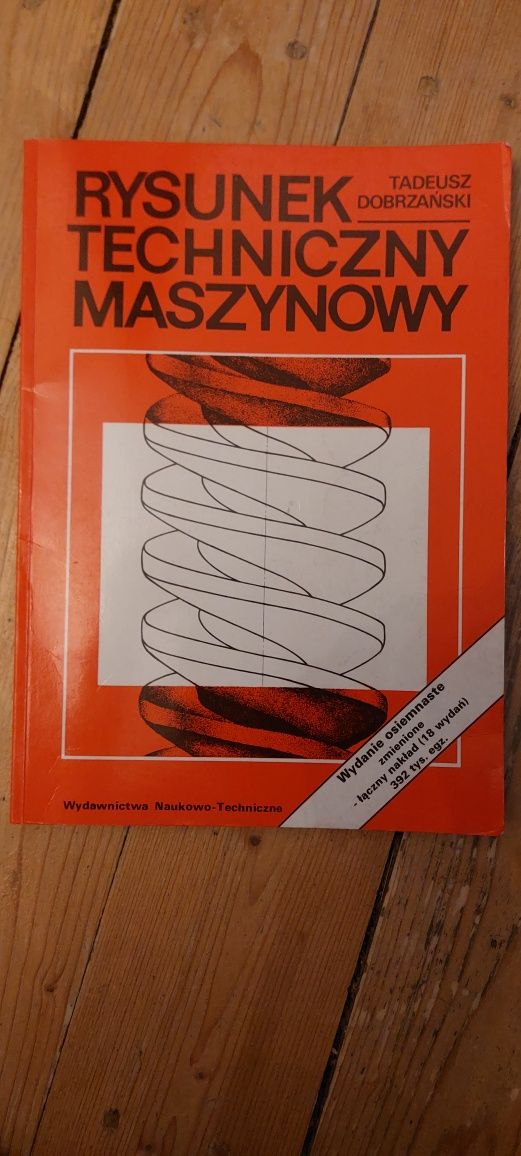 RYSUNEK
TADEUSZ
DOBRZAŃSKI
TECHNICZNY
MASZYNOWY
Wydanie osiemnaste
zmienione
- łączny nakład (18 wydań)
392 tys. egz.
Wydawnictwa Naukowo-Techniczne